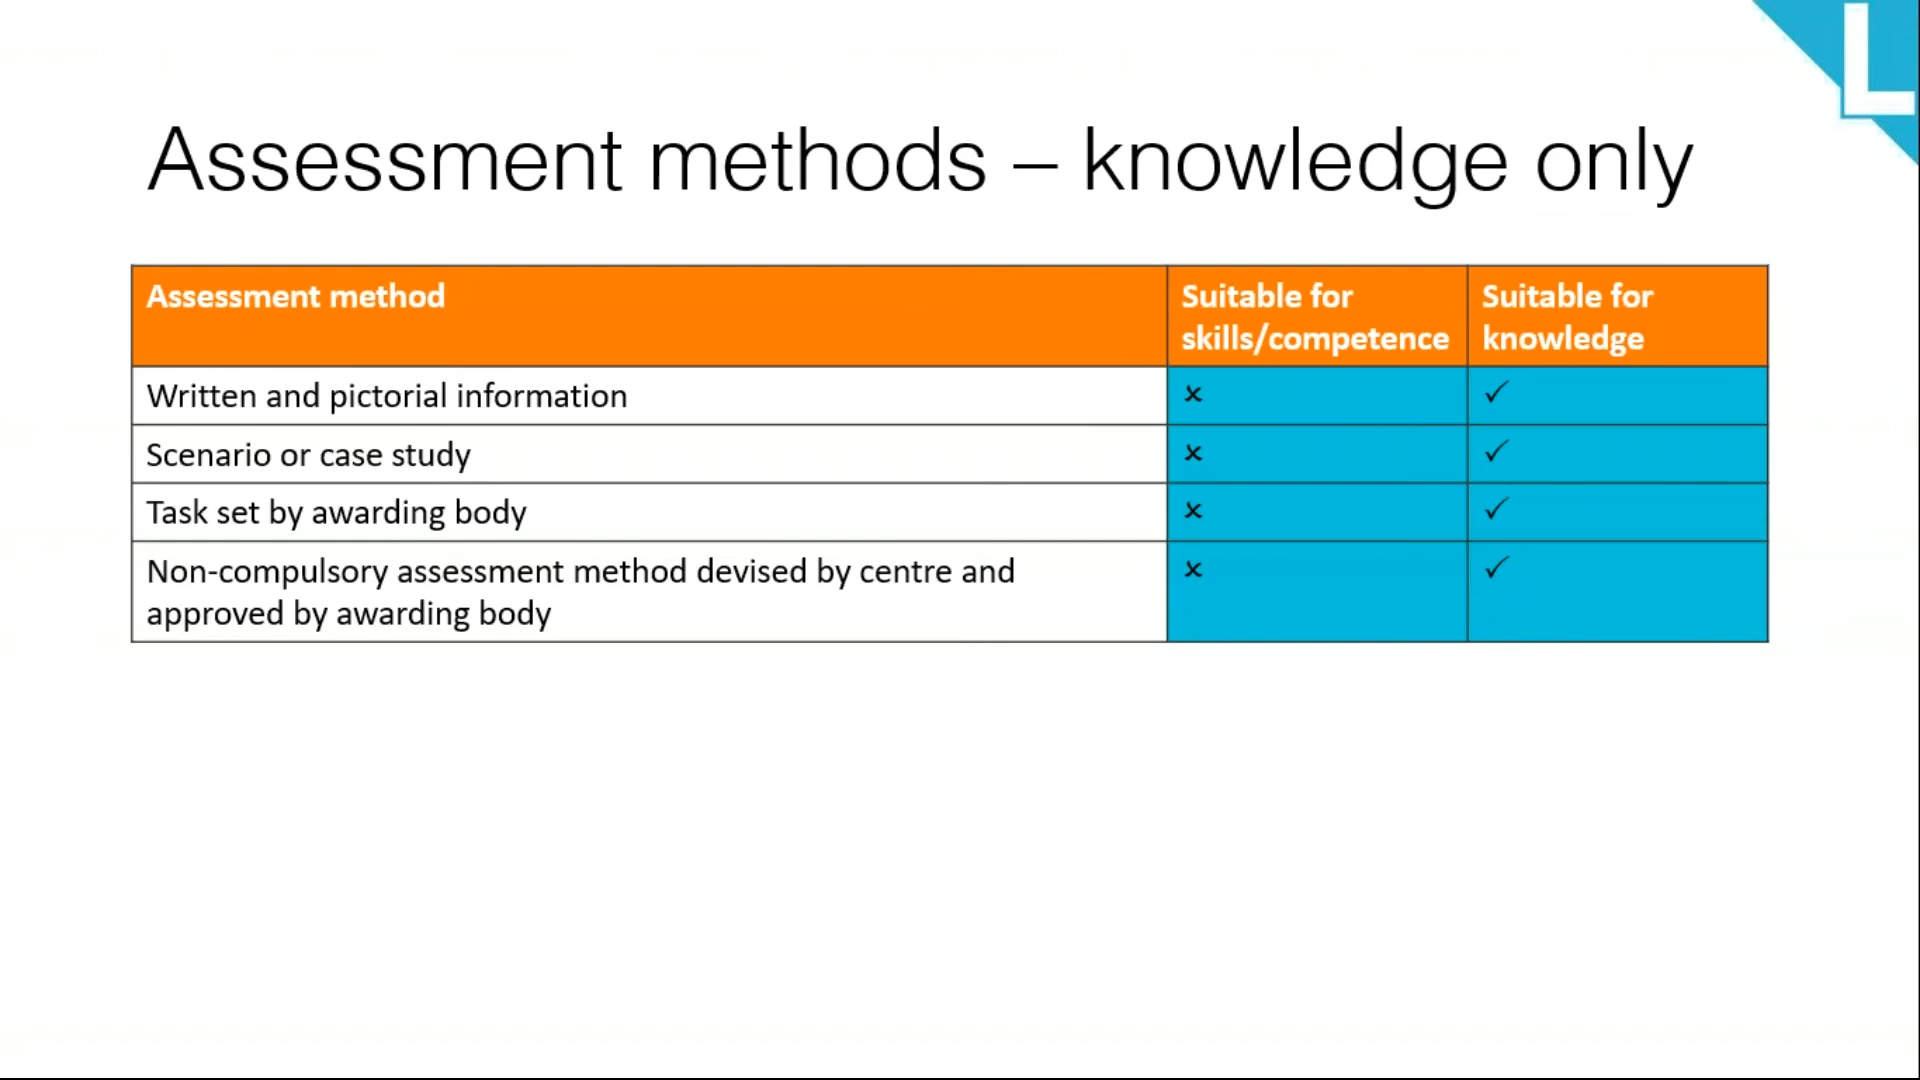 L
Assessment methods – knowledge only
Assessment method
Suitable for
skills/competence
Suitable for
knowledge
Written and pictorial information
×
✓
Scenario or case study
×
✓
Task set by awarding body
×
✓
Non-compulsory assessment method devised by centre and
approved by awarding body
×
✓